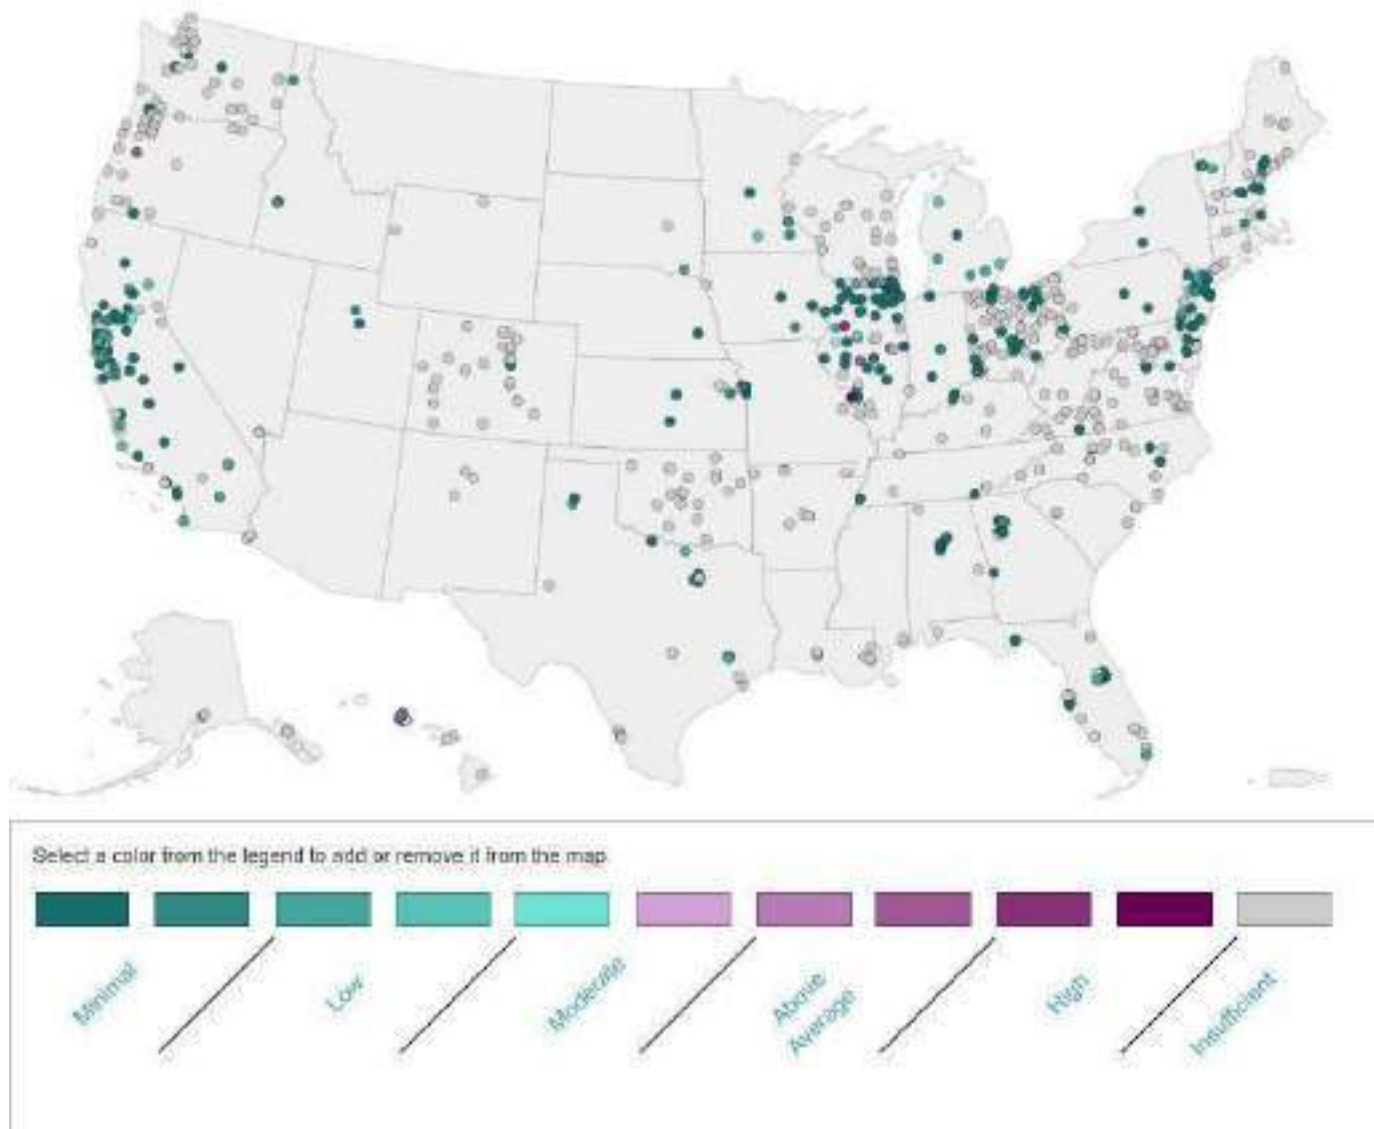 Select a color from the legend to add or remove it from the map
Minimal
Low
Moderate
Above
Average
High
Insufficient